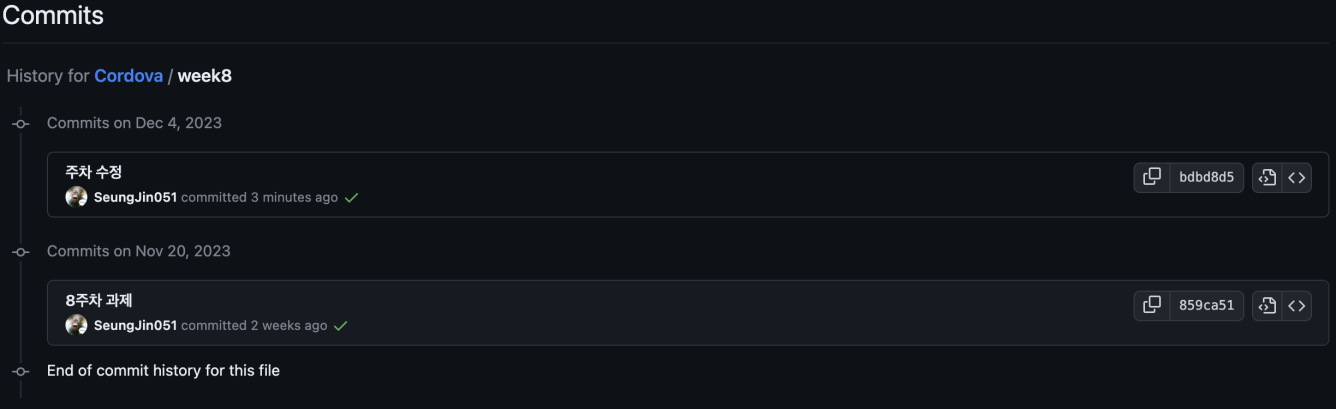 Commits
History for Cordova / week8
Commits on Dec 4, 2023
주차 수정
bdbd8d5
SeungJin051 committed 3 minutes ago
Commits on Nov 20, 2023
8주차 과제
859ca51
SeungJin051 committed 2 weeks ago
End of commit history for this file